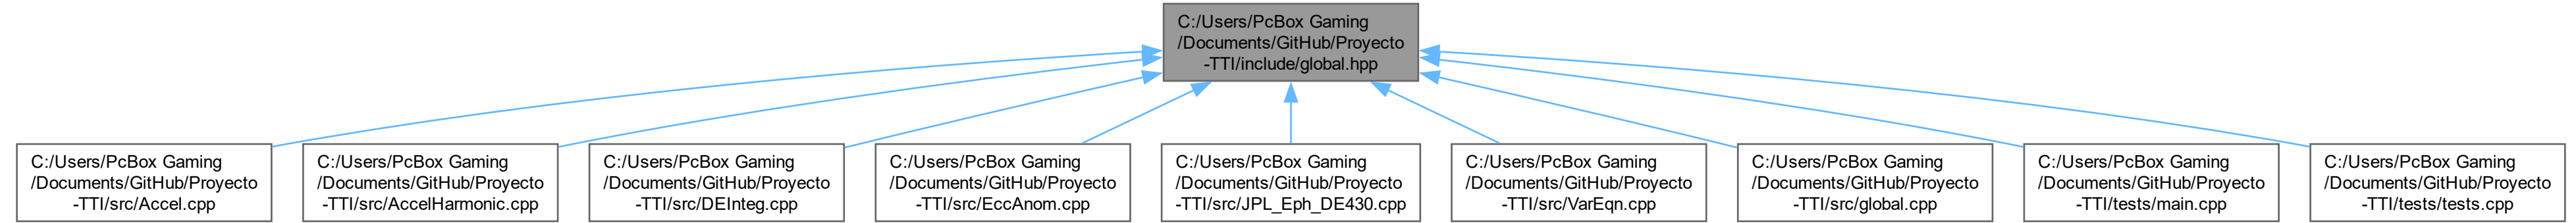 C:/Users/PcBox Gaming
/Documents/GitHub/Proyecto
-TTI/include/global.hpp
C:/Users/PcBox Gaming
/Documents/GitHub/Proyecto
-TTI/src/Accel.cpp
C:/Users/PcBox Gaming
/Documents/GitHub/Proyecto
-TTI/src/AccelHarmonic.cpp
C:/Users/PcBox Gaming
/Documents/GitHub/Proyecto
-TTI/src/DEInteg.cpp
C:/Users/PcBox Gaming
/Documents/GitHub/Proyecto
-TTI/src/EccAnom.cpp
C:/Users/PcBox Gaming
/Documents/GitHub/Proyecto
-TTI/src/JPL_Eph_DE430.cpp
C:/Users/PcBox Gaming
/Documents/GitHub/Proyecto
-TTI/src/VarEqn.cpp
C:/Users/PcBox Gaming
/Documents/GitHub/Proyecto
-TTI/src/global.cpp
C:/Users/PcBox Gaming
/Documents/GitHub/Proyecto
-TTI/tests/main.cpp
C:/Users/PcBox Gaming
/Documents/GitHub/Proyecto
-TTI/tests/tests.cpp